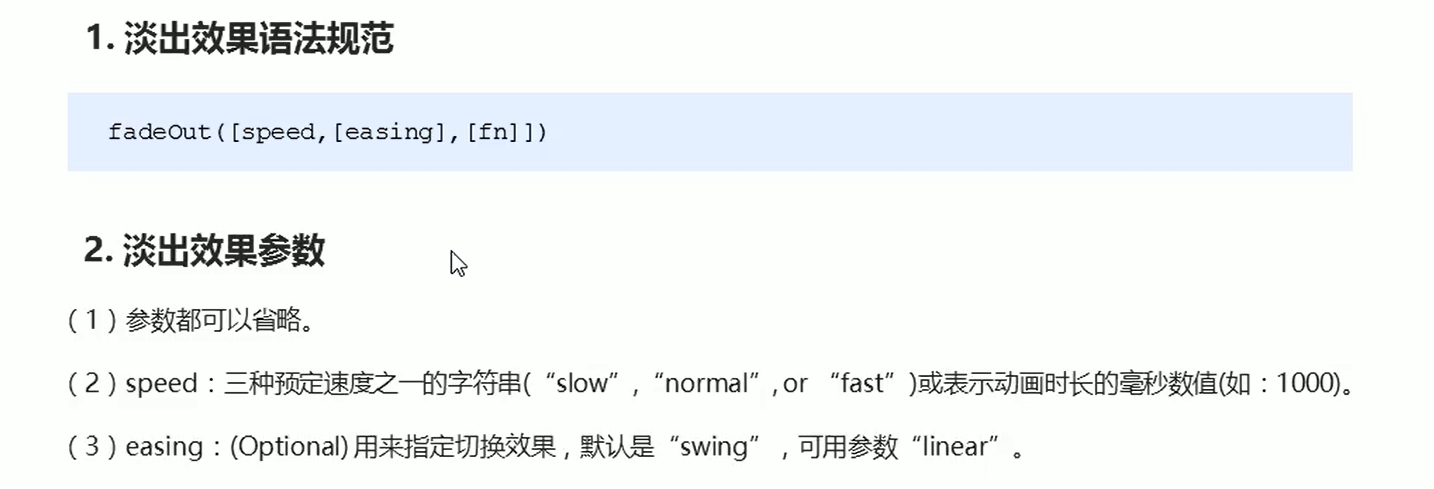 1. 淡出效果语法规范
fadeOut([speed,[easing],[fn]])
2. 淡出效果参数
（1）参数都可以省略。
（2）speed：三种预定速度之一的字符串(“slow”,“normal”, or “fast”)或表示动画时长的毫秒数值(如：1000)。
（3）easing：(Optional) 用来指定切换效果，默认是“swing”，可用参数“linear”。